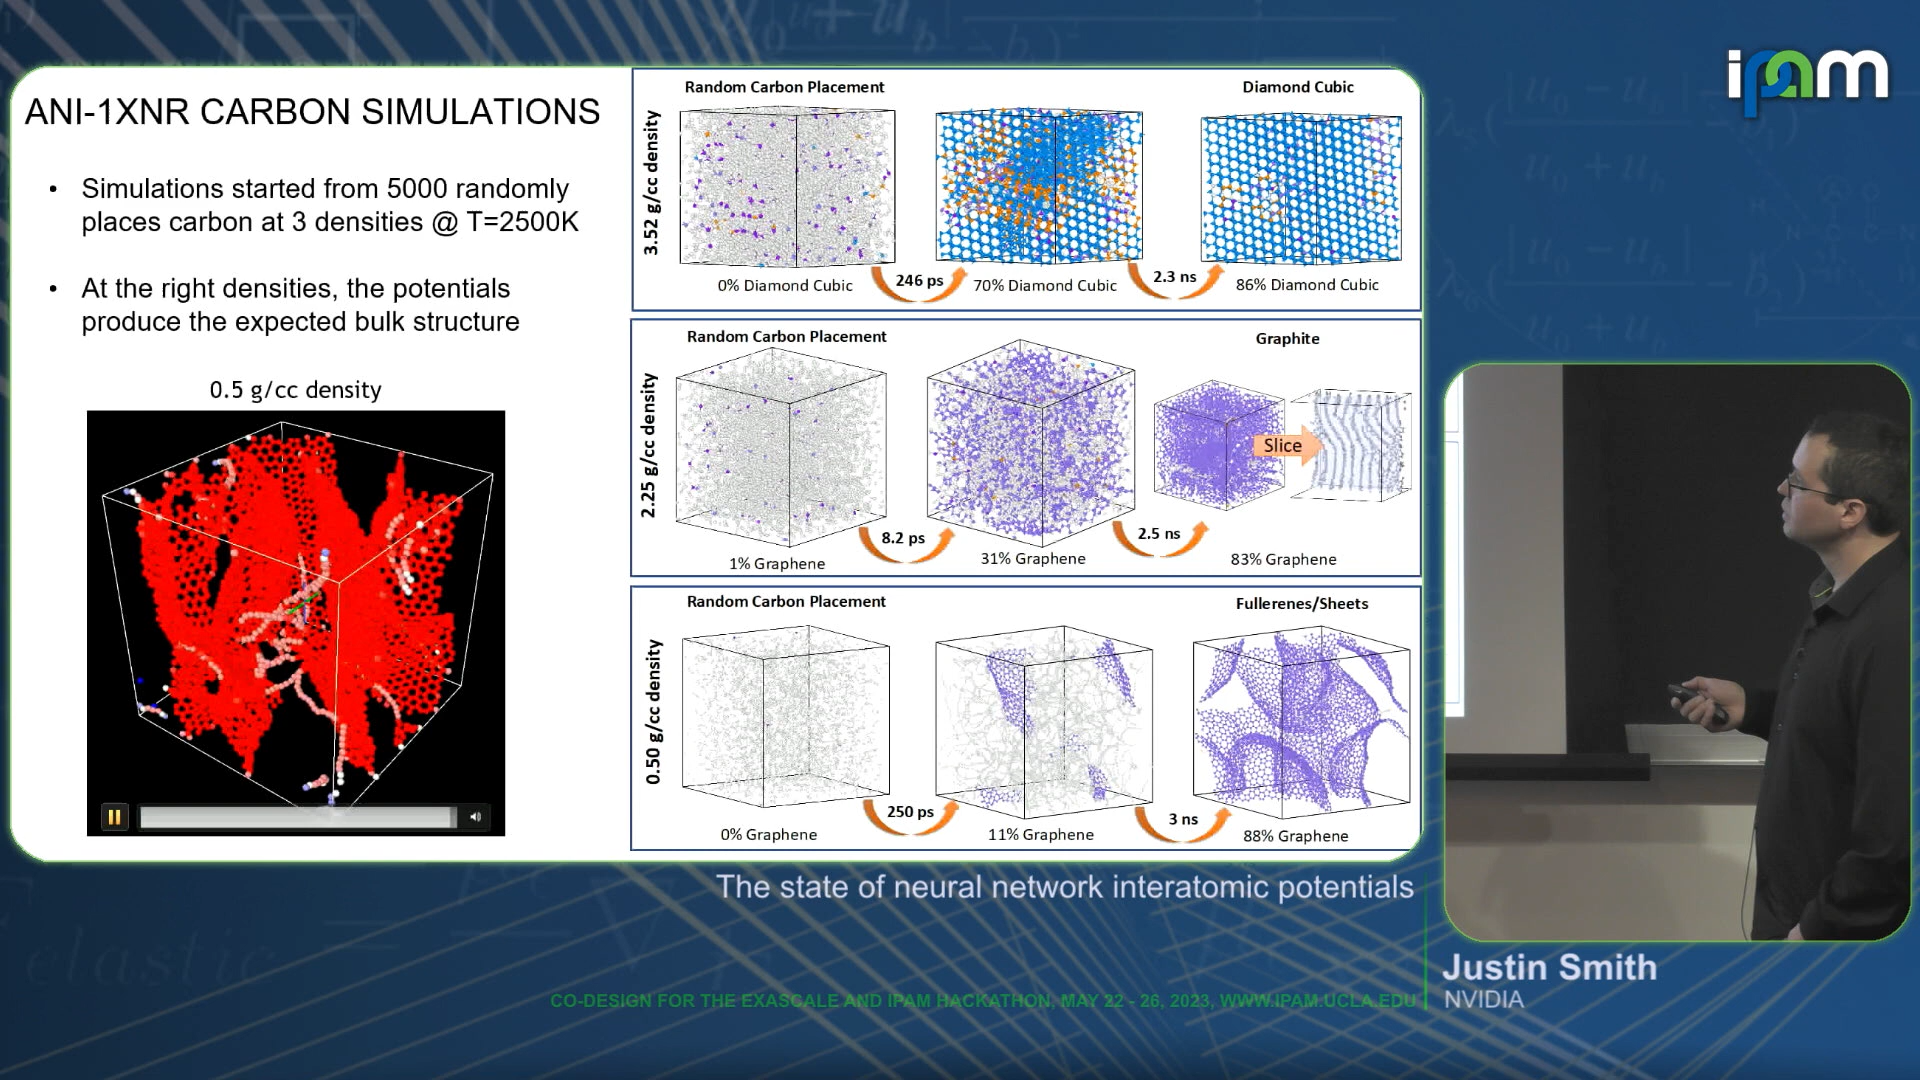 ipam
ANI-1XNR CARBON SIMULATIONS
• Simulations started from 5000 randomly
places carbon at 3 densities @ T=2500K
• At the right densities, the potentials
produce the expected bulk structure
0.5 g/cc density
3.52 g/cc density
Random Carbon Placement
Diamond Cubic
0% Diamond Cubic
246 ps
70% Diamond Cubic
2.3 ns
86% Diamond Cubic
2.25 g/cc density
Random Carbon Placement
Graphite
Slice
1% Graphene
8.2 ps
31% Graphene
2.5 ns
83% Graphene
0.50 g/cc density
Random Carbon Placement
Fullerenes/Sheets
0% Graphene
250 ps
11% Graphene
3 ns
88% Graphene
The state of neural network interatomic potentials
Justin Smith
NVIDIA
CO-DESIGN FOR THE EXASCALE AND IPAM HACKATHON, MAY 22 - 26, 2023, WWW.IPAM.UCLA.EDU
elastic